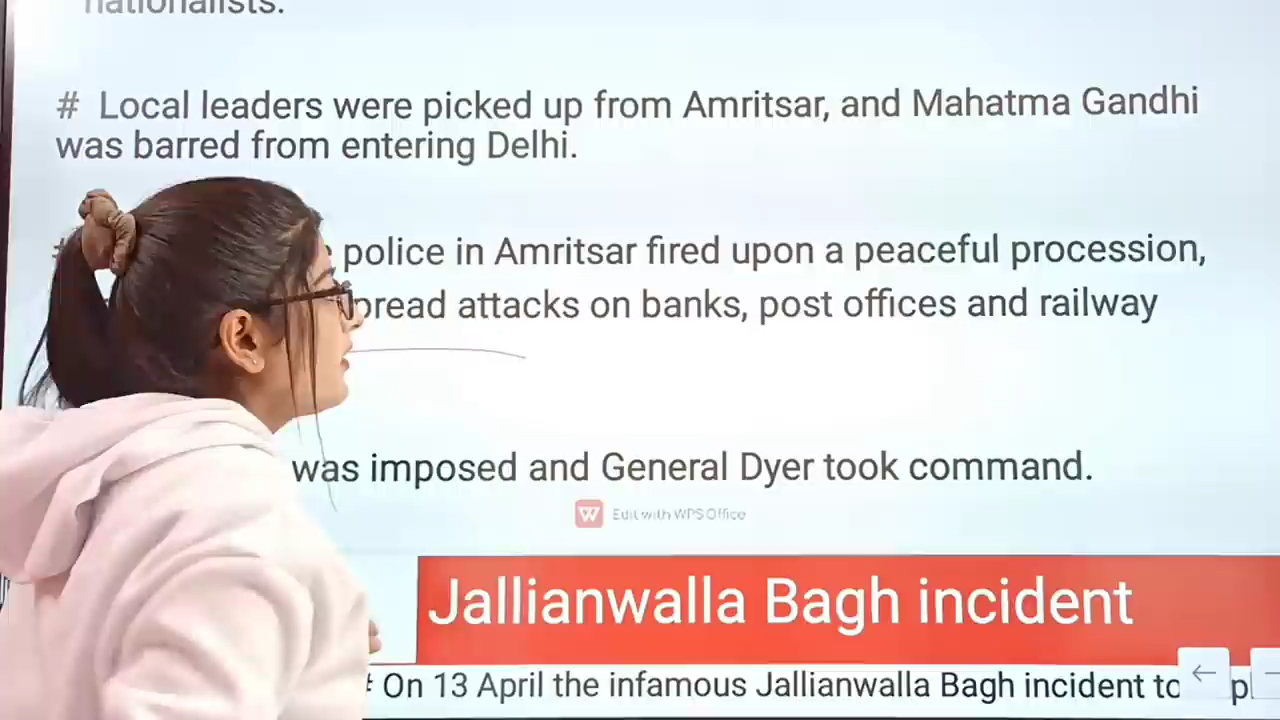 nationalists.
# Local leaders were picked up from Amritsar, and Mahatma Gandhi
was barred from entering Delhi.
police in Amritsar fired upon a peaceful procession,
attacks on banks, post offices and railway
was imposed and General Dyer took command.
W Edit with WPS Office
Jallianwalla Bagh incident
# On 13 April the infamous Jallianwalla Bagh incident